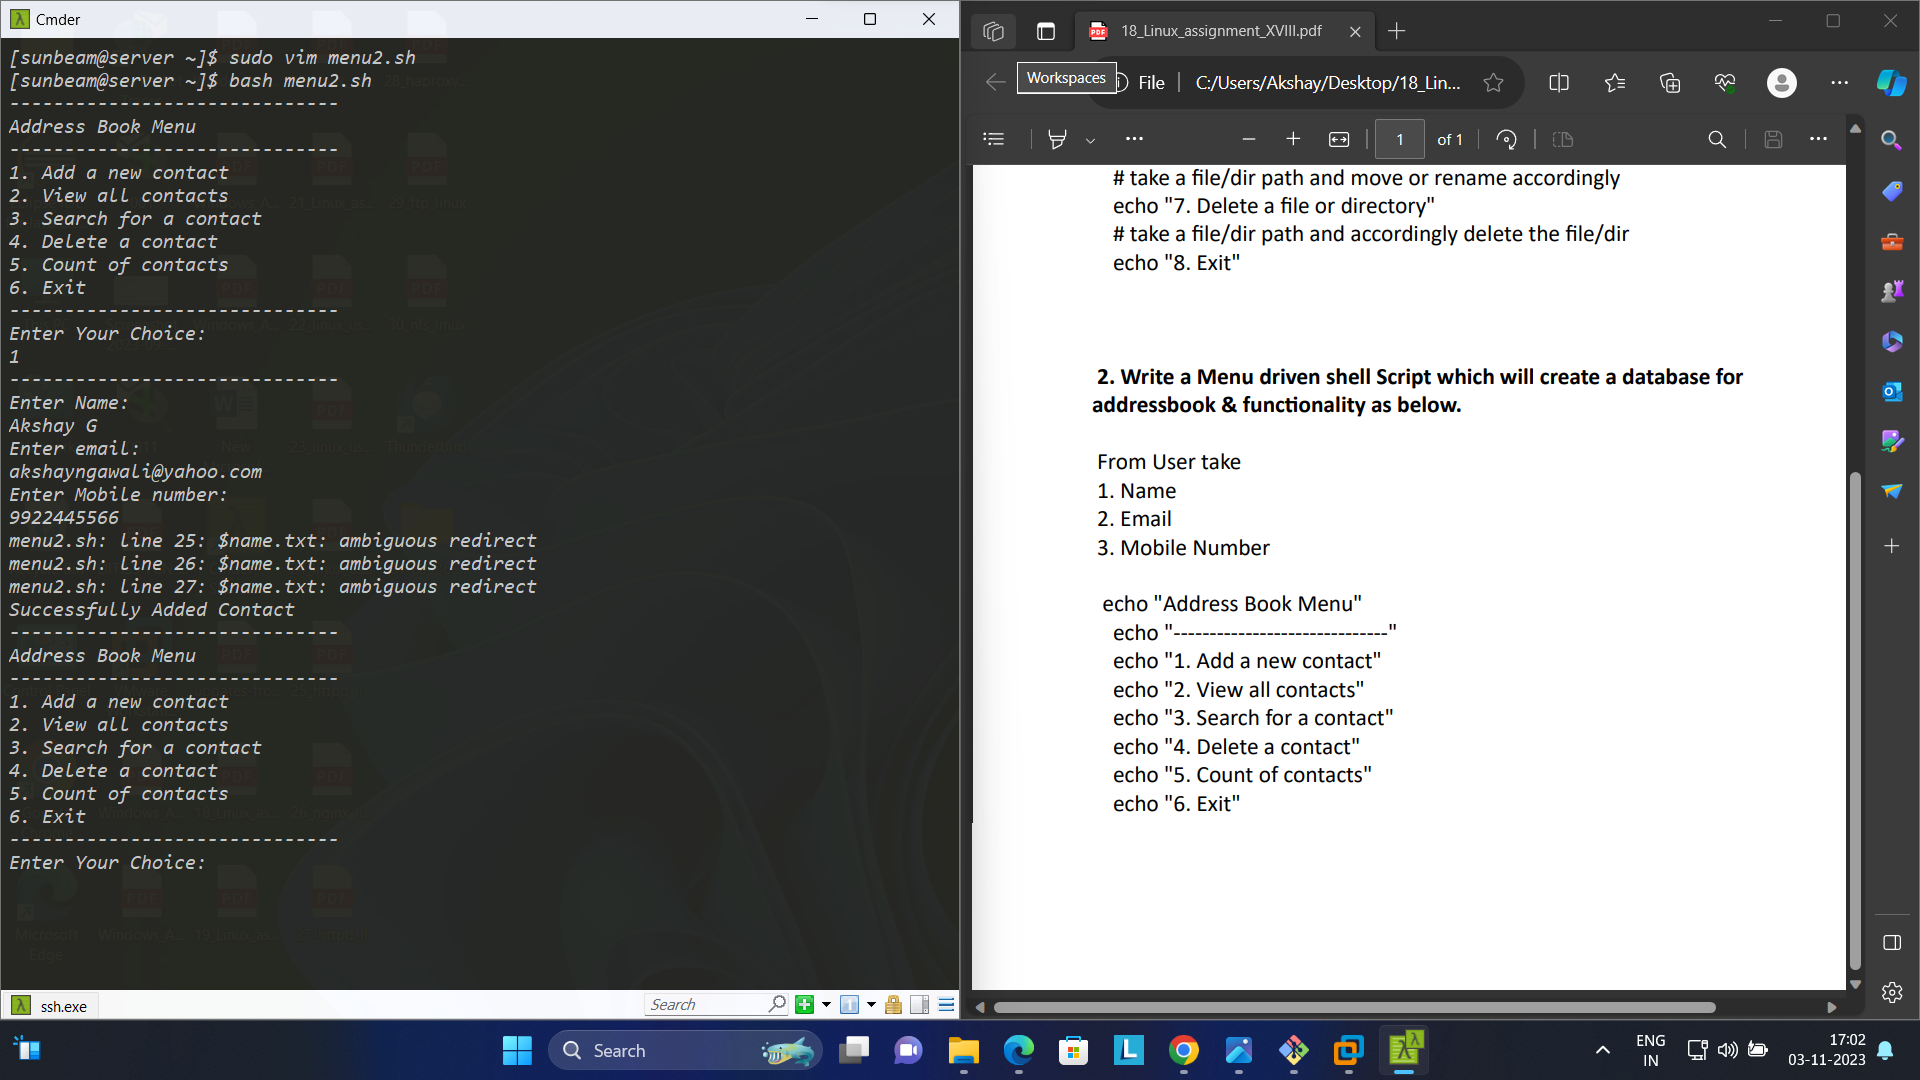 Cmder
[sunbeam@server ~]$ sudo vim menu2.sh
[sunbeam@server ~]$ bash menu2.sh
------------------------------
Address Book Menu
------------------------------
1. Add a new contact
2. View all contacts
3. Search for a contact
4. Delete a contact
5. Count of contacts
6. Exit
------------------------------
Enter Your Choice:
1
------------------------------
Enter Name:
Akshay G
Enter email:
akshayngawali@yahoo.com
Enter Mobile number:
9922445566
menu2.sh: line 25: $name.txt: ambiguous redirect
menu2.sh: line 26: $name.txt: ambiguous redirect
menu2.sh: line 27: $name.txt: ambiguous redirect
Successfully Added Contact
------------------------------
Address Book Menu
------------------------------
1. Add a new contact
2. View all contacts
3. Search for a contact
4. Delete a contact
5. Count of contacts
6. Exit
------------------------------
Enter Your Choice:
ssh.exe
Search
18_Linux_assignment_XVIII.pdf
Workspaces
File
C:/Users/Akshay/Desktop/18_Lin...
1 of 1
# take a file/dir path and move or rename accordingly
echo "7. Delete a file or directory"
# take a file/dir path and accordingly delete the file/dir
echo "8. Exit"
2. Write a Menu driven shell Script which will create a database for
addressbook & functionality as below.
From User take
1. Name
2. Email
3. Mobile Number
echo "Address Book Menu"
echo "------------------------------"
echo "1. Add a new contact"
echo "2. View all contacts"
echo "3. Search for a contact"
echo "4. Delete a contact"
echo "5. Count of contacts"
echo "6. Exit"
Search
ENG
IN
17:02
03-11-2023